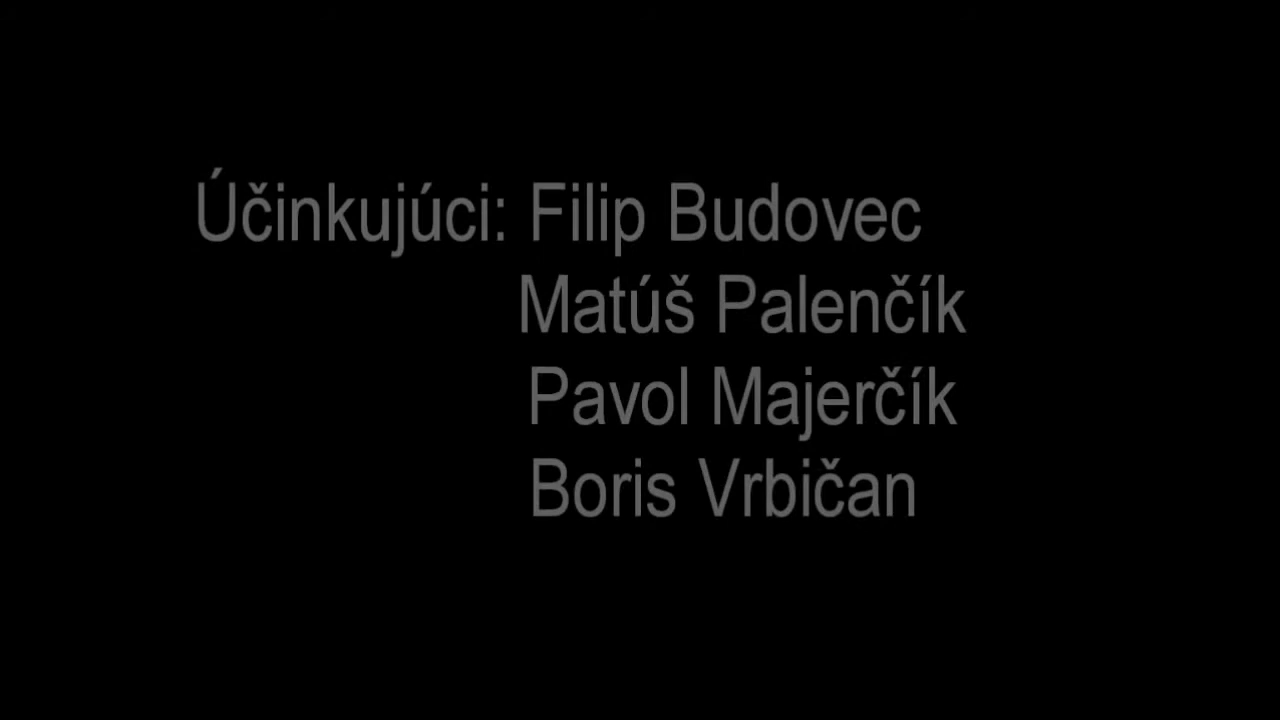 Účinkujúci: Filip Budovec
Matúš Palenčík
Pavol Majerčík
Boris Vrbičan